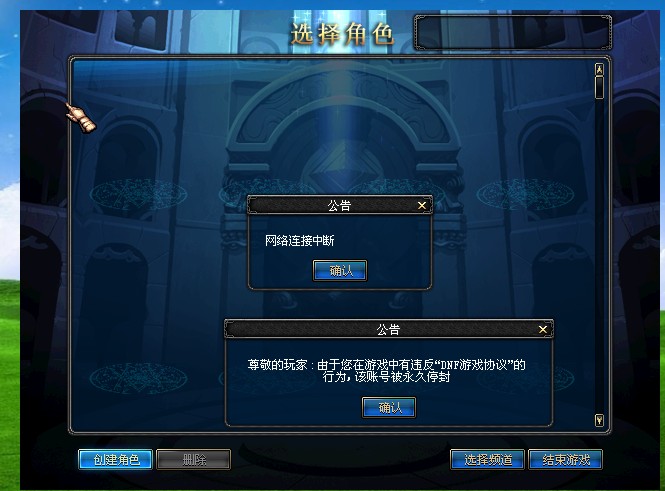 选择角色
公告
网络连接中断
确认
公告
尊敬的玩家:由于您在游戏中有违反“DNF游戏协议”的
行为,该账号被永久停封
确认
创建角色 删除 选择频道 结束游戏